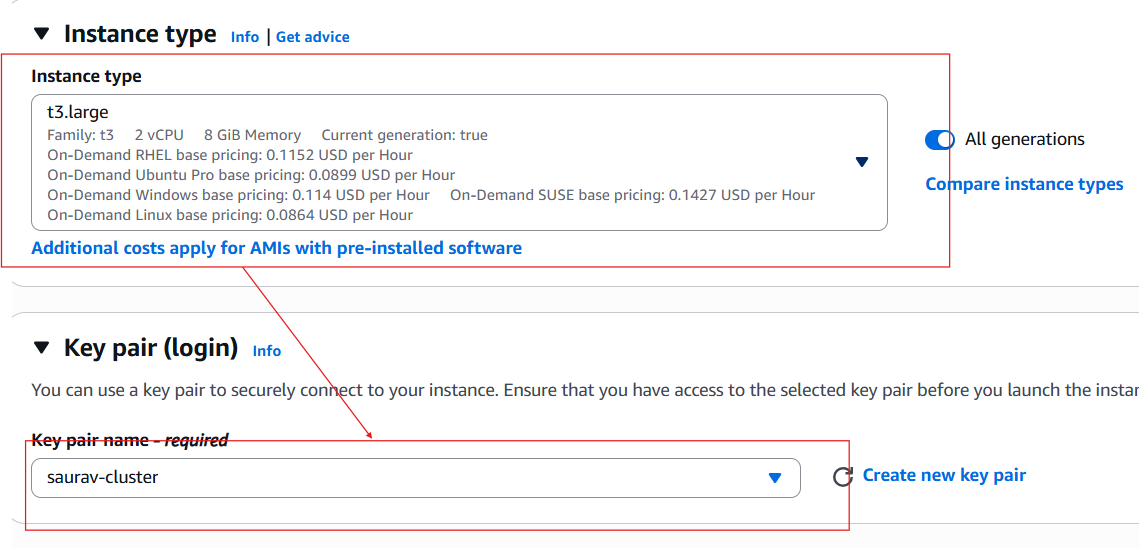 Instance type Info | Get advice
Instance type
t3.large
Family: t3 2 vCPU 8 GiB Memory Current generation: true
On-Demand RHEL base pricing: 0.1152 USD per Hour
On-Demand Ubuntu Pro base pricing: 0.0899 USD per Hour
On-Demand Windows base pricing: 0.114 USD per Hour On-Demand SUSE base pricing: 0.1427 USD per Hour
On-Demand Linux base pricing: 0.0864 USD per Hour
All generations
Compare instance types
Additional costs apply for AMIs with pre-installed software
Key pair (login) Info
You can use a key pair to securely connect to your instance. Ensure that you have access to the selected key pair before you launch the instan
Key pair name - required
saurav-cluster
Create new key pair